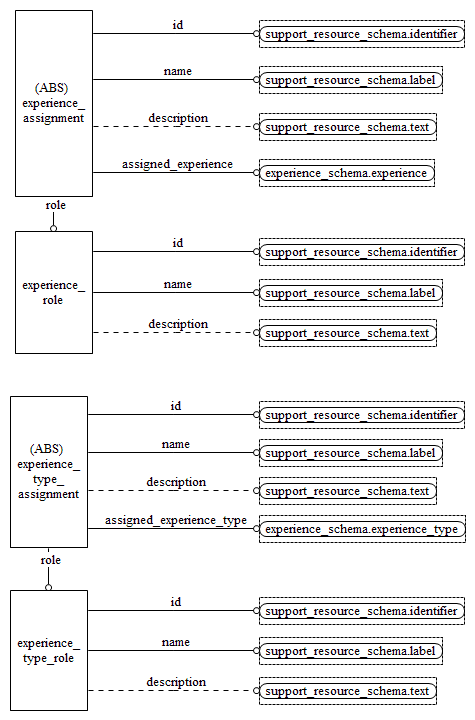 id
support_resource_schema.identifier
(ABS)
experience_
assignment
name
support_resource_schema.label
description
support_resource_schema.text
assigned_experience
experience_schema.experience
role
experience_
role
id
support_resource_schema.identifier
name
support_resource_schema.label
description
support_resource_schema.text
(ABS)
experience_
type_
assignment
id
support_resource_schema.identifier
name
support_resource_schema.label
description
support_resource_schema.text
assigned_experience_type
experience_schema.experience_type
role
experience_
type_role
id
support_resource_schema.identifier
name
support_resource_schema.label
description
support_resource_schema.text